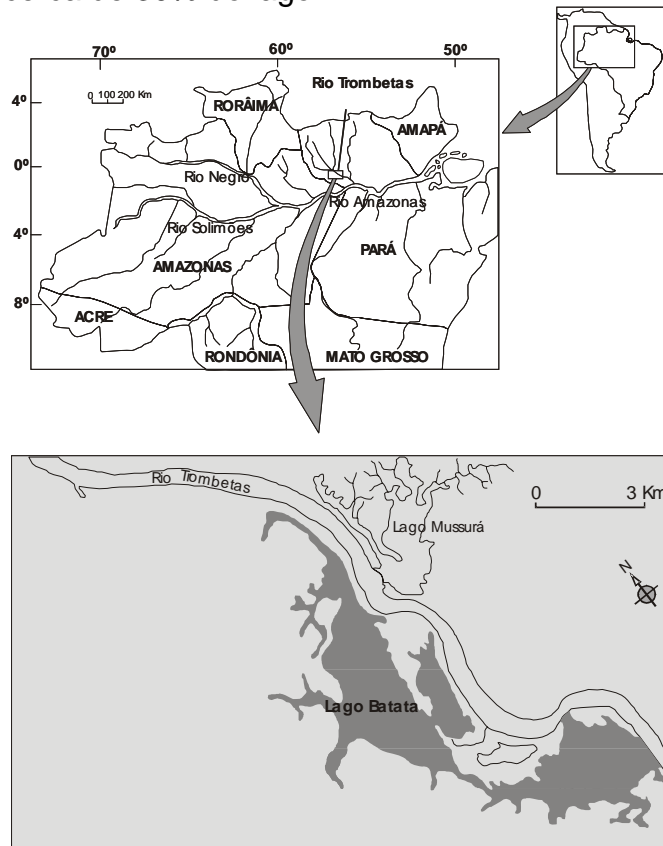 70º 60º 50º
Rio Trombetas
4º
0 100 200 Km
RORÂIMA
AMAPÁ
0º
Rio Negro
Rio Amazonas
Rio Solimões
4º
PARÁ
AMAZONAS
8º
ACRE
RONDÔNIA
MATO GROSSO
Rio Trombetas
0 3 Km
Lago Mussurá
N
Lago Batata